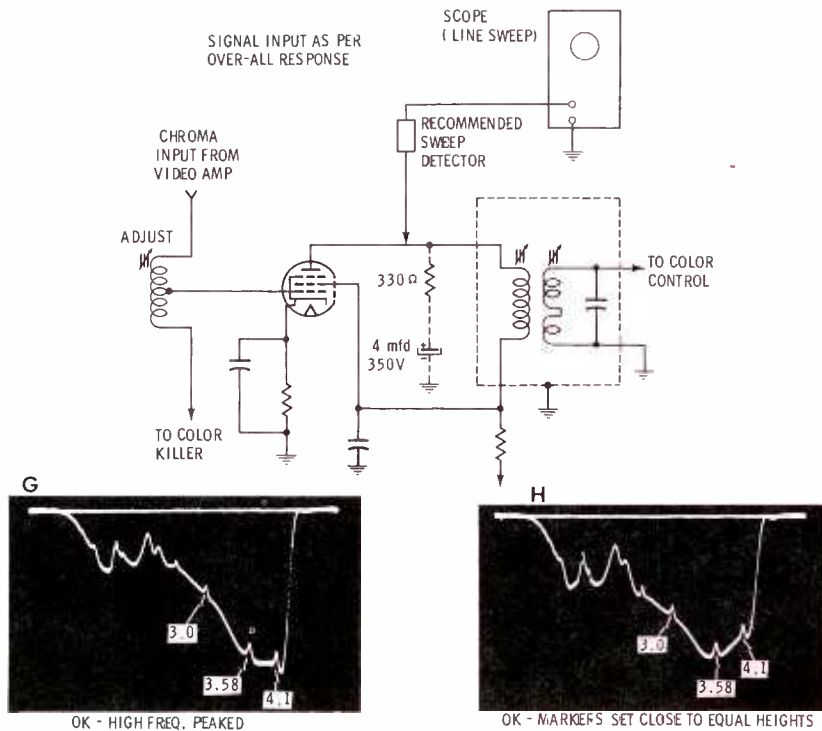 SCOPE
(LINE SWEEP)
SIGNAL INPUT AS PER
OVER-ALL RESPONSE
RECOMMENDED
SWEEP
DETECTOR
CHROMA
INPUT FROM
VIDEO AMP
ADJUST
TO COLOR
CONTROL
330 Ω
4 mfd
350V
+
TO COLOR
KILLER
G
3.0
3.58
4.1
OK - HIGH FREQ. PEAKED
H
3.0
3.58
4.1
OK - MARKERS SET CLOSE TO EQUAL HEIGHTS